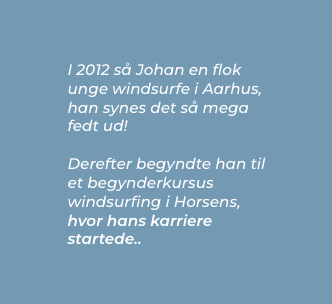 I 2012 så Johan en flok
unge windsurfe i Aarhus,
han synes det så mega
fedt ud!
Derefter begyndte han til
et begynderkursus
windsurfing i Horsens,
hvor hans karriere
startede..